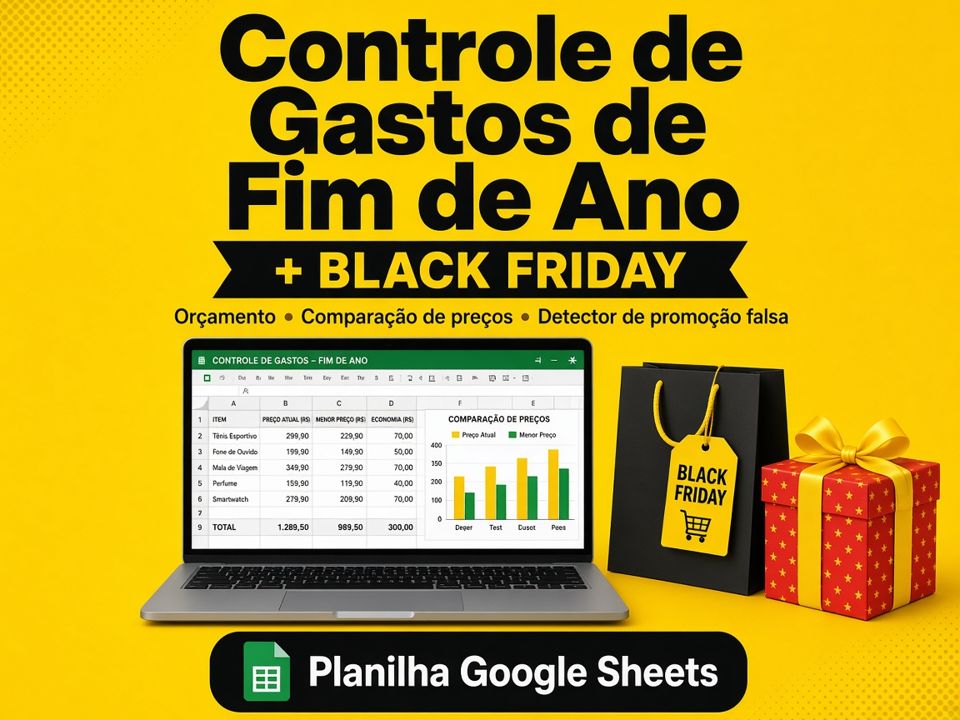 Controle de
Gastos de
Fim de Ano
+ BLACK FRIDAY
Orçamento • Comparação de preços • Detector de promoção falsa
CONTROLE DE GASTOS – FIM DE ANO
fx
A B C D F E
1 ITEM PREÇO ATUAL (R$) MENOR PREÇO (R$) ECONOMIA (R$)
2 Tênis Esportivo 299,90 229,90 70,00
3 Fone de Ouvido 199,90 149,90 50,00
4 Mala de Viagem 349,90 279,90 70,00
5 Perfume 159,90 119,90 40,00
6 Smartwatch 279,90 209,90 70,00
7
9 TOTAL 1.289,50 989,50 300,00
COMPARAÇÃO DE PREÇOS
Preço Atual Menor Preço
400
150
200
100
0
Deger Test Eusot Pees
BLACK
FRIDAY
Planilha Google Sheets